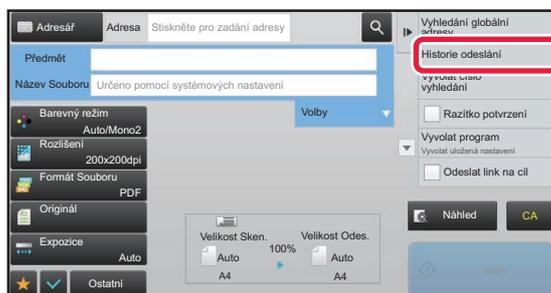 Adresář
Adresa
Stiskněte pro zadání adresy
Předmět
Název Souboru
Určeno pomocí systémových nastavení
Volby
Barevný režim
Auto/Mono2
Rozlišení
200x200dpi
Formát Souboru
PDF
Originál
Expozice
Auto
Ostatní
Velikost Sken.
Auto
A4
100%
Velikost Odes.
Auto
A4
Vyhledání globální
adresy
Historie odeslání
Vyvolat číslo
vyhledání
Razítko potvrzení
Vyvolat program
Vyvolat uložená nastavení
Odeslat link na cíl
Náhled
CA
Start